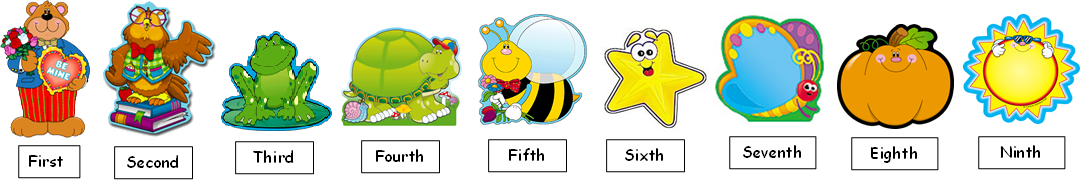 BE
MINE
First
Second
Third
Fourth
Fifth
Sixth
Seventh
Eighth
Ninth